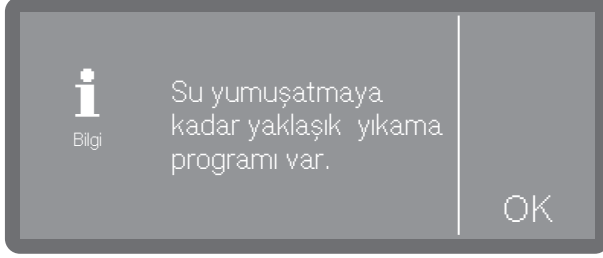 i
Bilgi
Su yumuşatmaya
kadar yaklaşık  yıkama
programı var.
OK